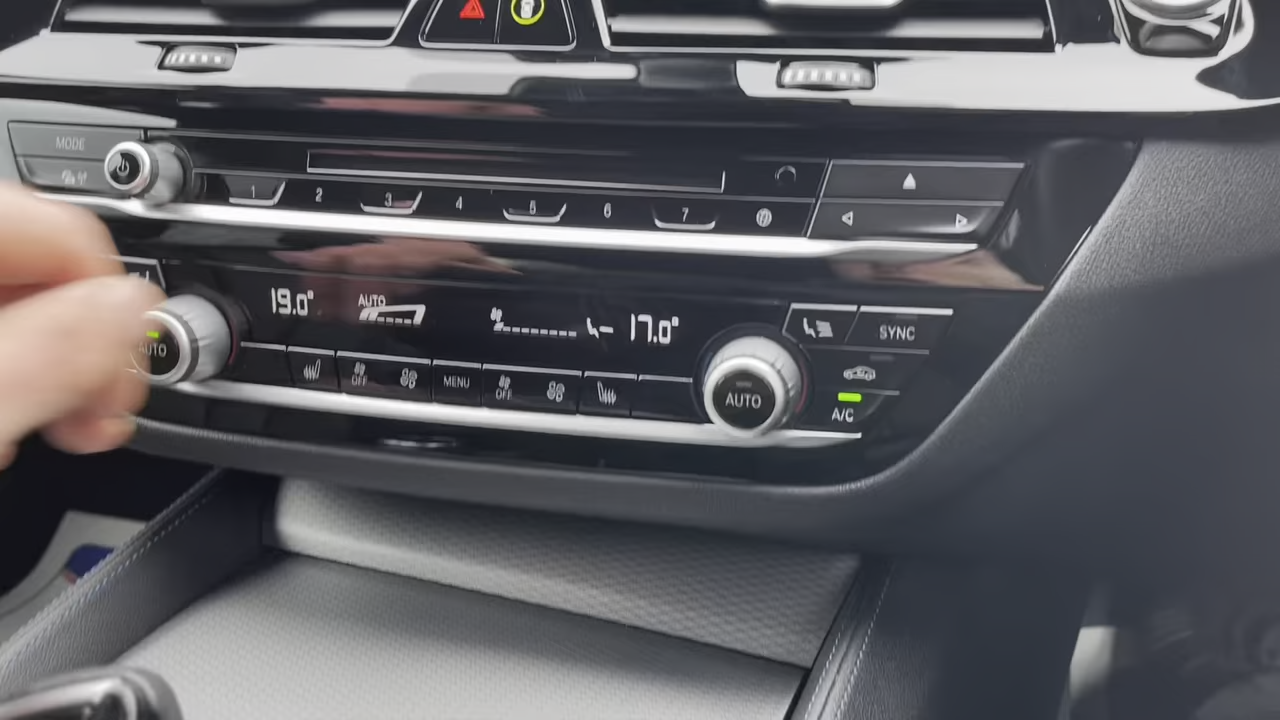 MODE
1 2 3 4 5 6 7
19.0° AUTO 17.0°
SYNC
AUTO OFF MENU OFF AUTO
A/C